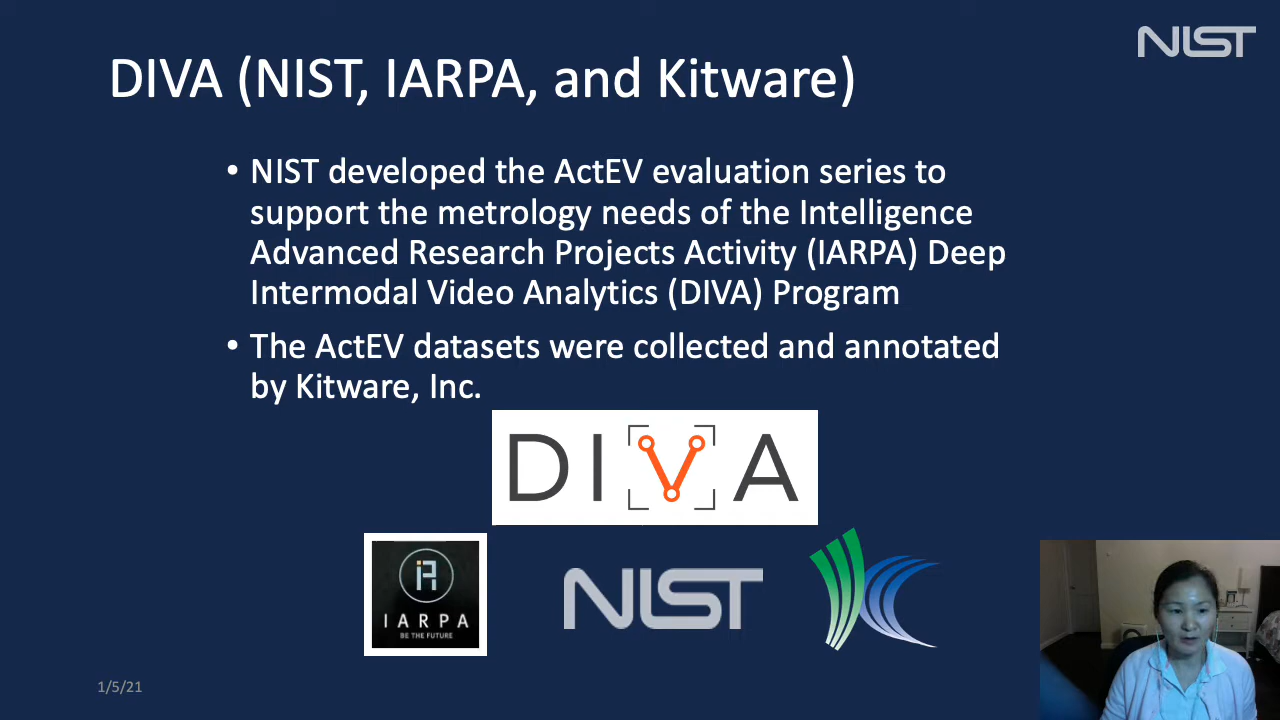 NIST
DIVA (NIST, IARPA, and Kitware)
• NIST developed the ActEV evaluation series to
support the metrology needs of the Intelligence
Advanced Research Projects Activity (IARPA) Deep
Intermodal Video Analytics (DIVA) Program
• The ActEV datasets were collected and annotated
by Kitware, Inc.
DIVA
IARPA
BE THE FUTURE
NIST
1/5/21